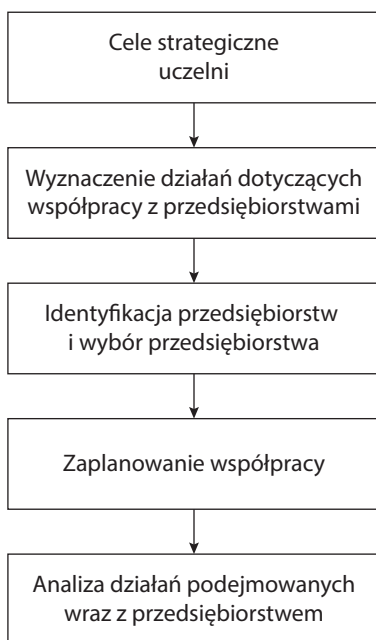 Cele strategiczne
uczelni
Wyznaczenie działań dotyczących
współpracy z przedsiębiorstwami
Identyfikacja przedsiębiorstw
i wybór przedsiębiorstwa
Zaplanowanie współpracy
Analiza działań podejmowanych
wraz z przedsiębiorstwem